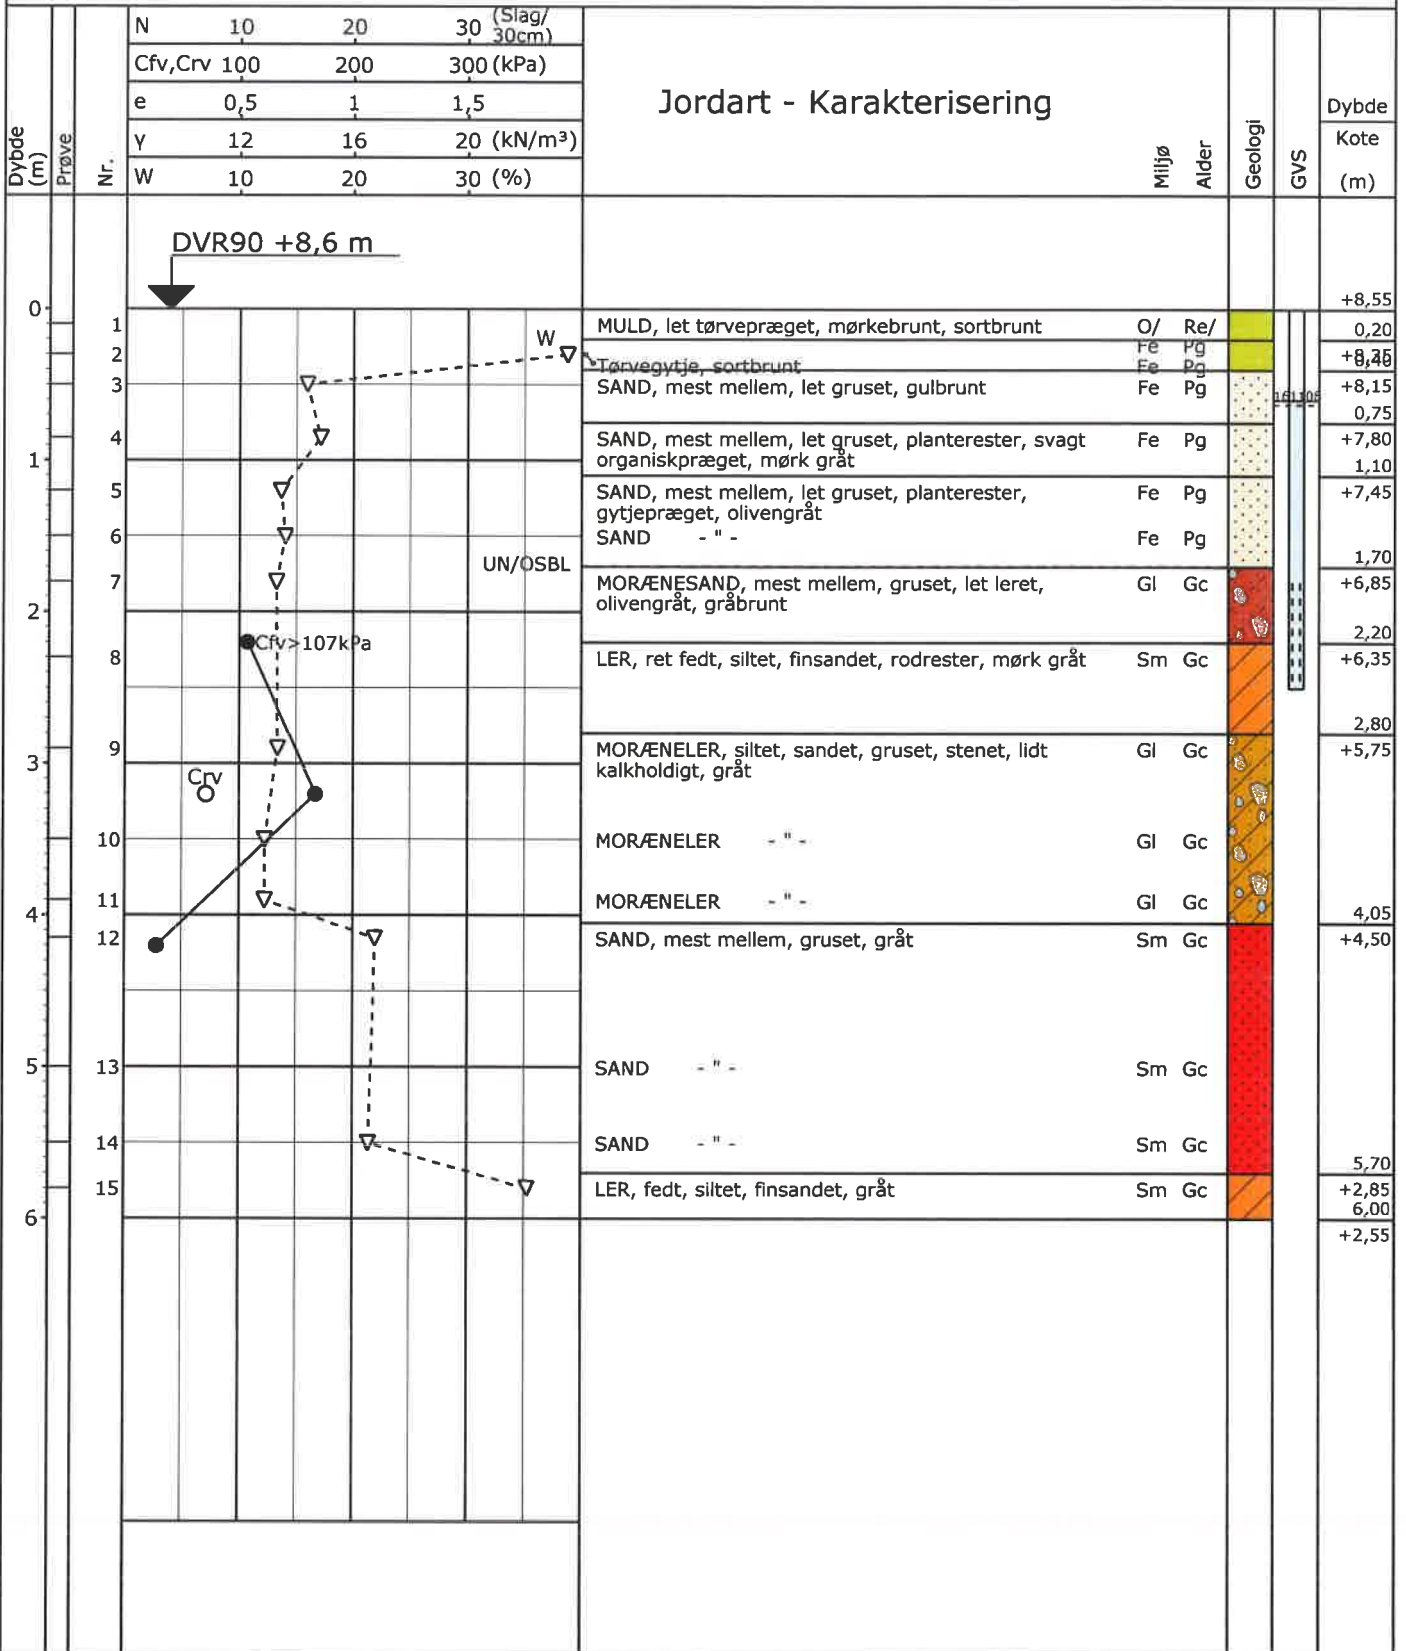 N 10 20 30 (Slag/
30cm)
Cfv,Crv 100 200 300 (kPa)
e 0,5 1 1,5
γ 12 16 20 (kN/m³)
W 10 20 30 (%)
Dybde
(m)
Prøve
Nr.
Jordart - Karakterisering
Miljø
Alder
Geologi
GVS
Dybde
Kote
(m)
DVR90 +8,6 m
+8,55
0
1 MULD, let tørvepræget, mørkebrunt, sortbrunt O/ Re/ 0,20
W
Fe Pg
2 +8,35
Tørvegytje, sortbrunt Fe Pg 0,40
3 SAND, mest mellem, let gruset, gulbrunt Fe Pg +8,15
0,75
4 SAND, mest mellem, let gruset, planterester, svagt Fe Pg +7,80
organiskpræget, mørk gråt
1 1,10
5 SAND, mest mellem, let gruset, planterester, Fe Pg +7,45
gytjepræget, olivengråt
6 SAND - " - Fe Pg
1,70
UN/OSBL
7 MORÆNESAND, mest mellem, gruset, let leret, Gl Gc +6,85
olivengråt, gråbrunt
2
2,20
Cfv>107kPa
8 LER, ret fedt, siltet, finsandet, rodrester, mørk gråt Sm Gc +6,35
2,80
9 MORÆNELER, siltet, sandet, gruset, stenet, lidt Gl Gc +5,75
3 kalkholdigt, gråt
Crv
10 MORÆNELER - " - Gl Gc
11 MORÆNELER - " - Gl Gc
4 4,05
12 SAND, mest mellem, gruset, gråt Sm Gc +4,50
5 13 SAND - " - Sm Gc
14 SAND - " - Sm Gc
5,70
15 LER, fedt, siltet, finsandet, gråt Sm Gc +2,85
6,00
6
+2,55